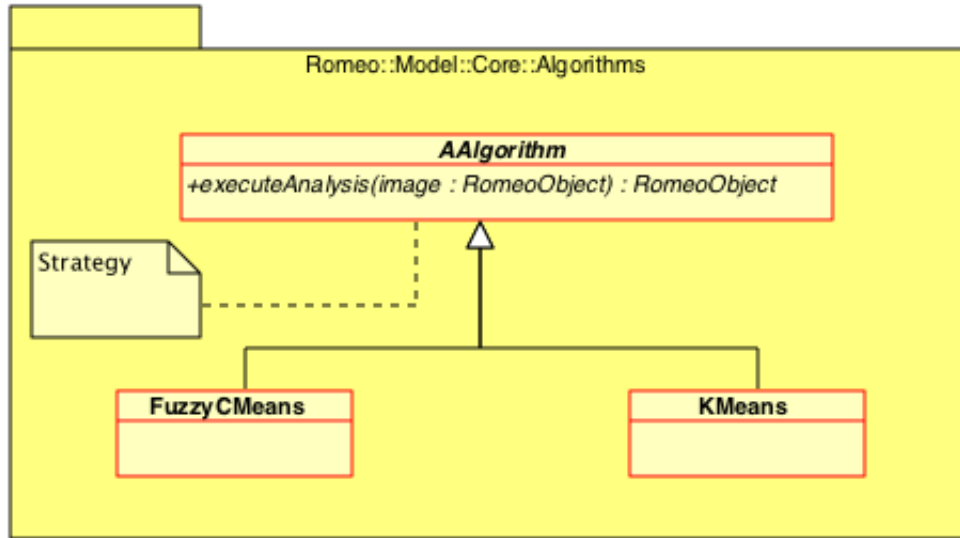 Romeo::Model::Core::Algorithms
AAlgorithm
+executeAnalysis(image : RomeoObject) : RomeoObject
Strategy
FuzzyCMeans
KMeans